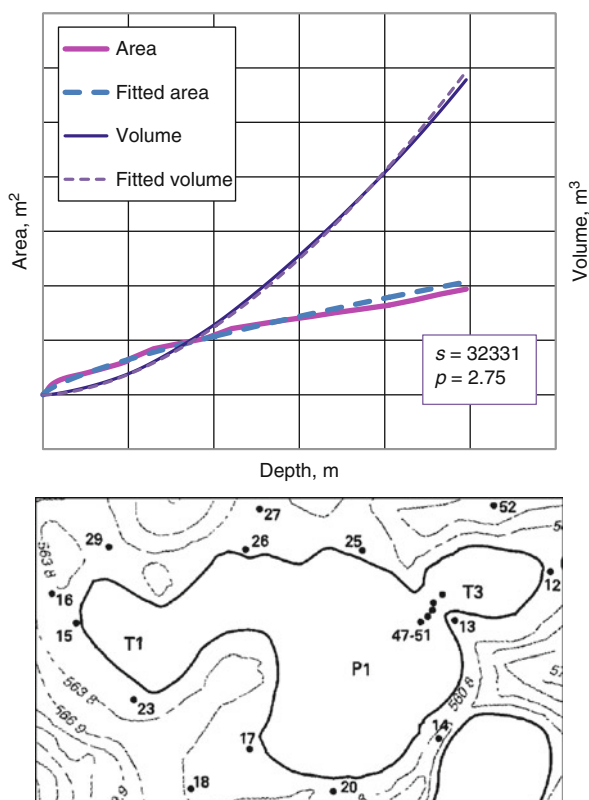 Area
Fitted area
Volume
Fitted volume
Area, m²
Volume, m³
s = 32331
p = 2.75
Depth, m
27
52
29
26
25
563 8
16
12
T3
15
47-51
13
T1
P1
563 8
560 8
23
566 9
14
17
18
20